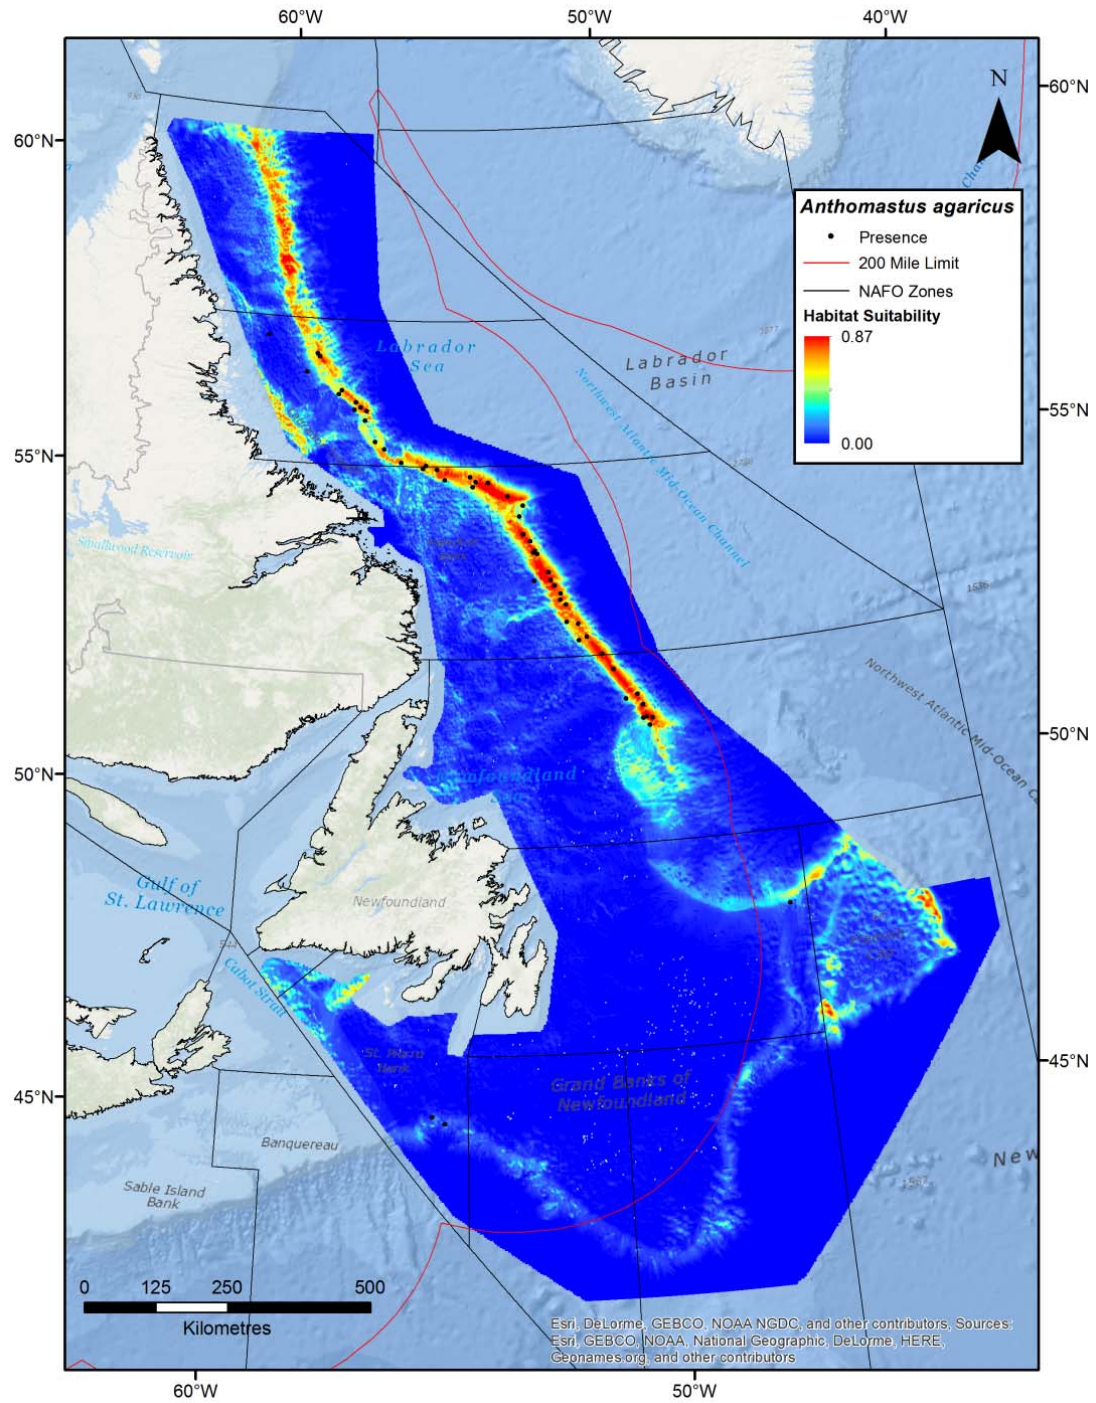 60°W 50°W 40°W
N
60°N
60°N
Anthomastus agaricus
Presence
200 Mile Limit
NAFO Zones
Habitat Suitability
0.87
0.00
Labrador
Sea
Labrador
Basin
Northwest Atlantic Mid-Ocean Channel
55°N
55°N
Smallwood Reservoir
Northwest Atlantic Mid-Ocean
50°N
50°N
Newfoundland
Gulf of
St. Lawrence
Newfoundland
Cabot Strait
45°N
45°N
St. Pierre
Bank
Grand Banks of
Newfoundland
Banquereau
Sable Island
Bank
New
0 125 250 500
Kilometres
Esri, DeLorme, GEBCO, NOAA NGDC, and other contributors, Sources:
Esri, GEBCO, NOAA, National Geographic, DeLorme, HERE,
Geonames.org, and other contributors
60°W 50°W